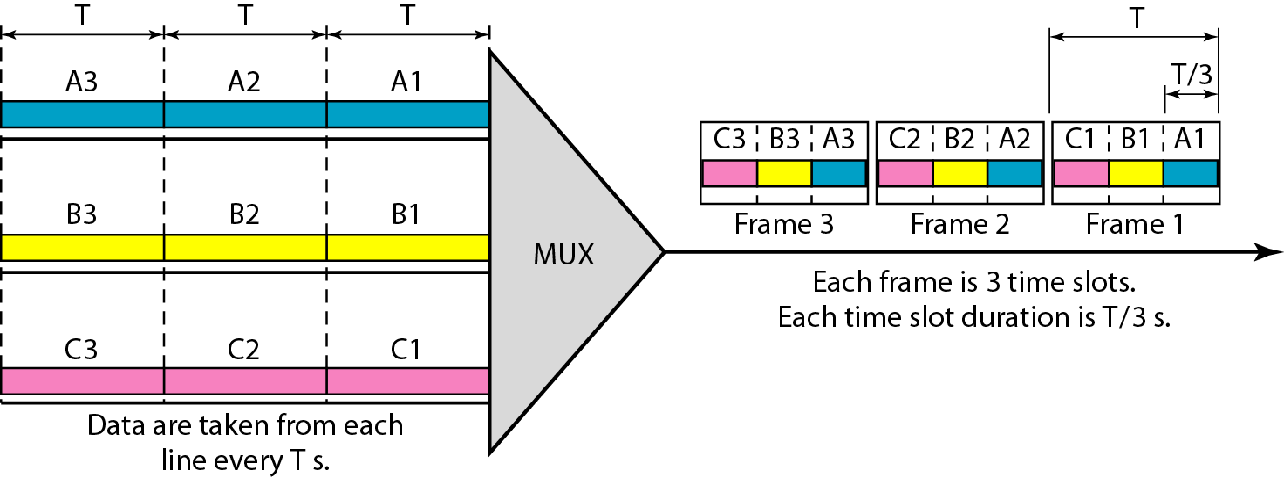 T T T
T
T/3
A3 A2 A1
C3 B3 A3 C2 B2 A2 C1 B1 A1
Frame 3 Frame 2 Frame 1
B3 B2 B1
MUX
Each frame is 3 time slots.
Each time slot duration is T/3 s.
C3 C2 C1
Data are taken from each
line every T s.